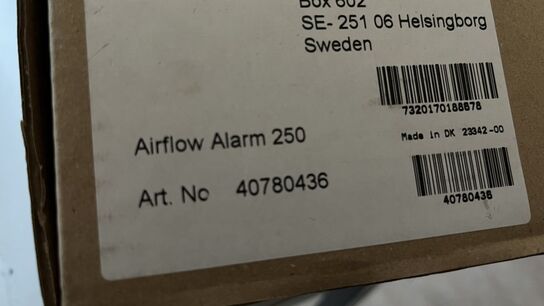 Box 602
SE- 251 06 Helsingborg
Sweden
7320170188578
Airflow Alarm 250
Made in DK 23342-00
Art. No 40780436
40780436